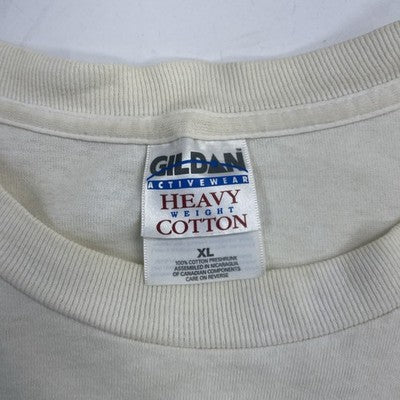 GILDAN
ACTIVEWEAR
HEAVY
WEIGHT
COTTON
XL
100% COTTON PRESHRUNK
ASSEMBLED IN NICARAGUA
OF CANADIAN COMPONENTS
CARE ON REVERSE